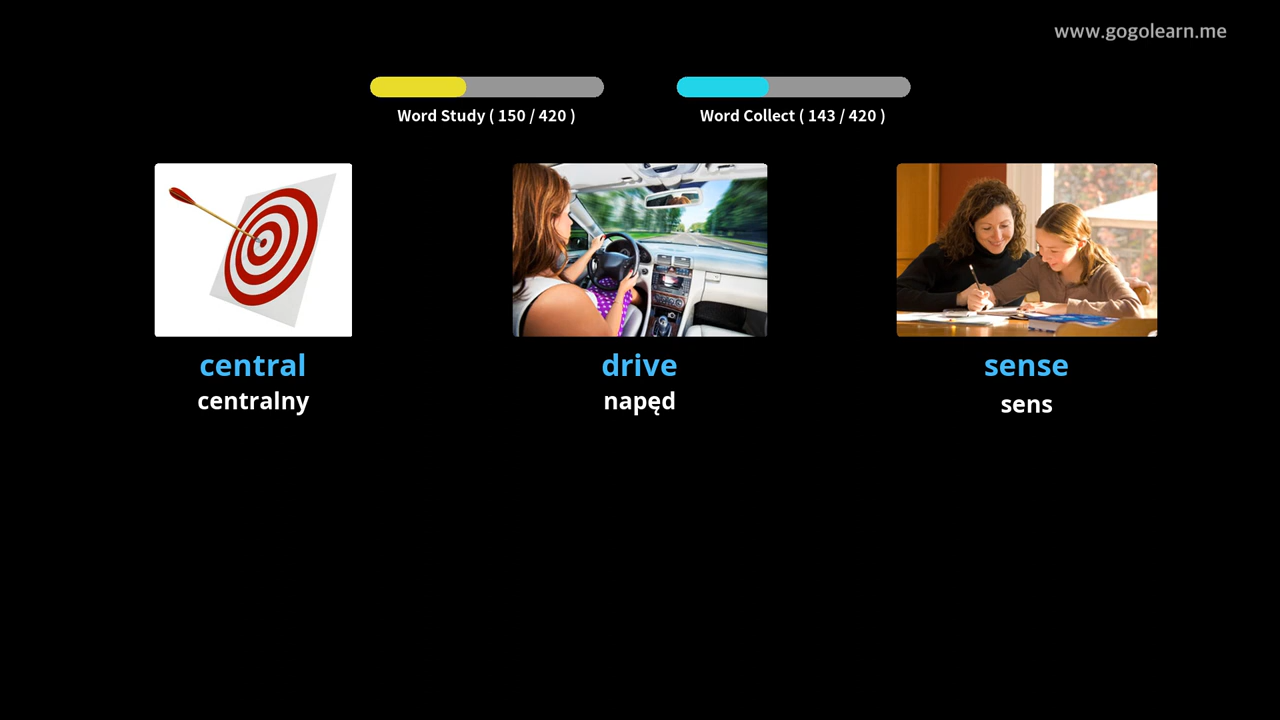 www.gogolearn.me
Word Study ( 150 / 420 )
Word Collect ( 143 / 420 )
central
centralny
drive
napęd
sense
sens